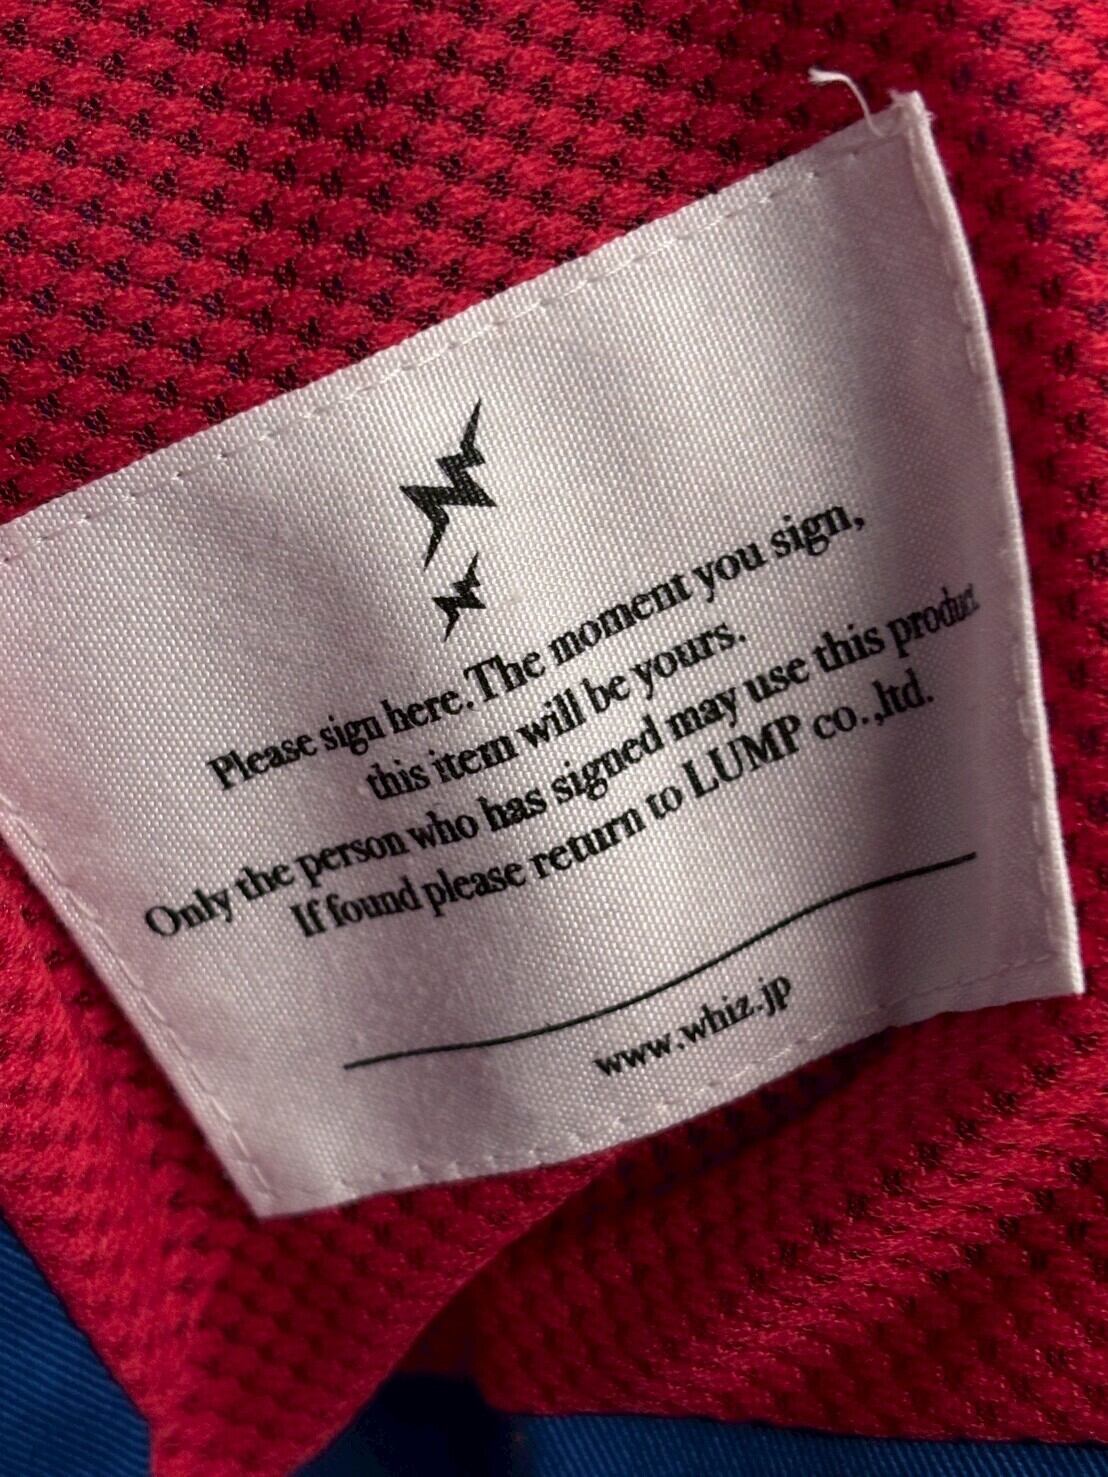 Please sign here. The moment you sign,
this item will be yours.
Only the person who has signed may use this product.
If found please return to LUMP co.,ltd.
www.whiz.jp